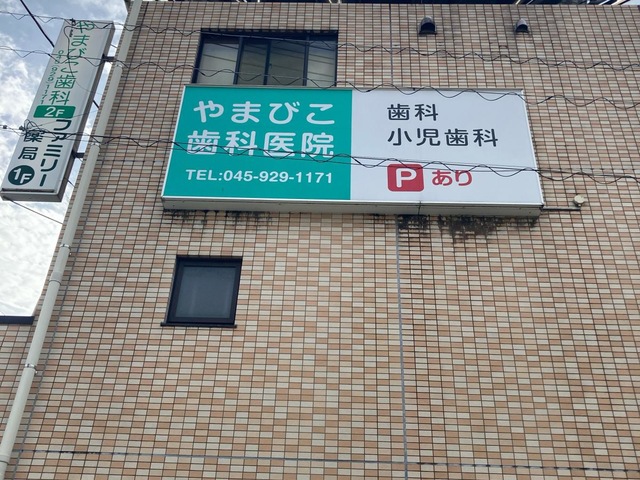 やまびこ
歯科医院
TEL:045-929-1171
歯科
小児歯科
P あり
やまびこ歯科
2F
ファミリー
薬局
1F